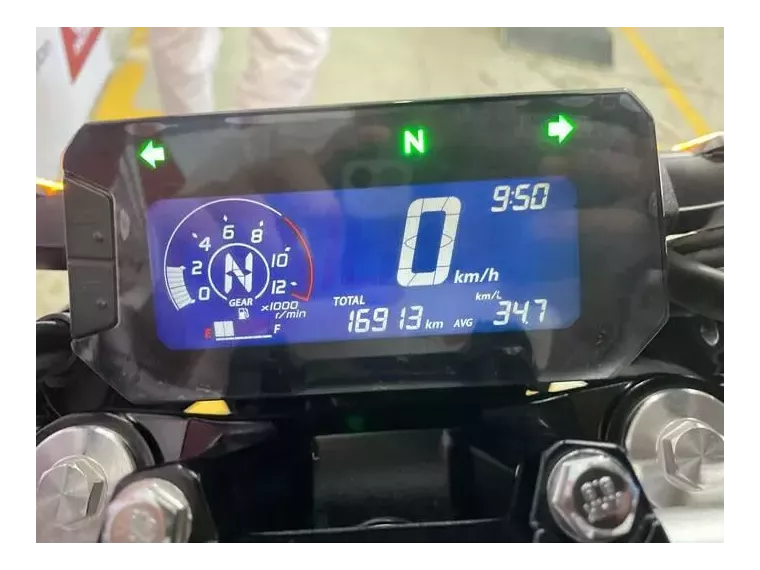 N
9:50
0 km/h
0 2 4 6 8 10 12
N
GEAR
x1000
r/min
E F
TOTAL
16913 km
km/L
AVG 34.7